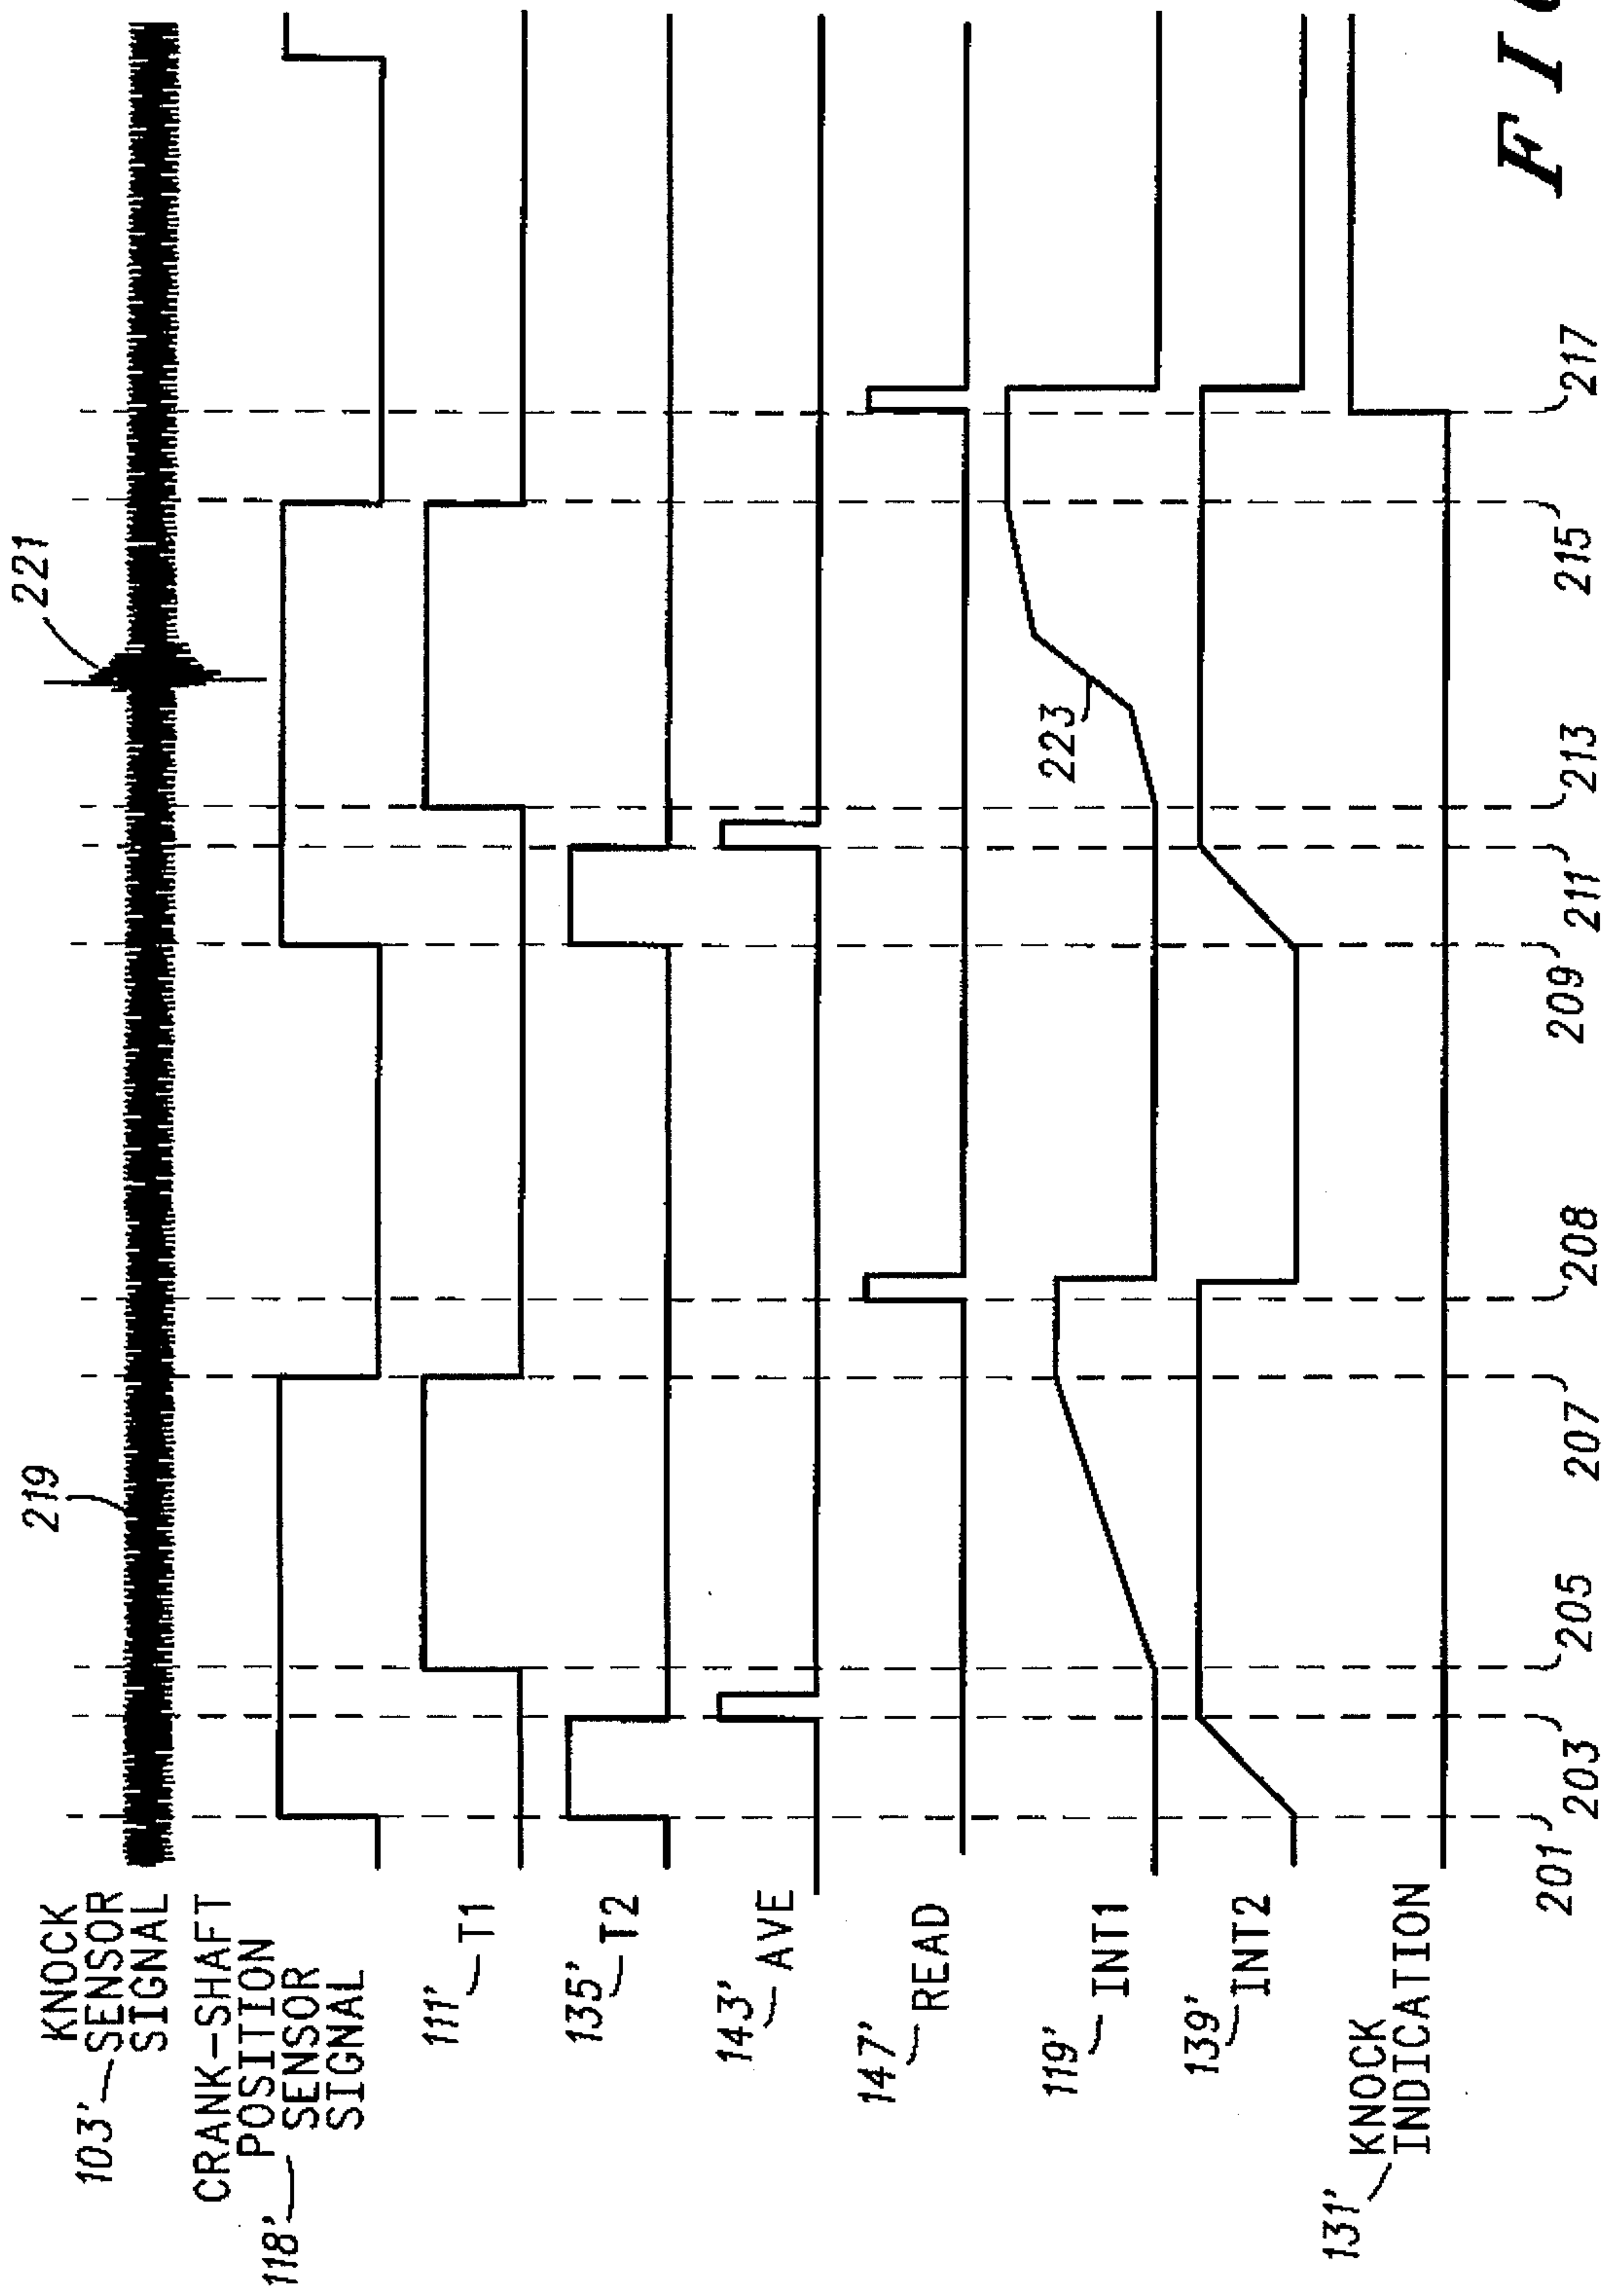 219
221
KNOCK
103' SENSOR
SIGNAL
CRANK-SHAFT
POSITION
118' SENSOR
SIGNAL
111' T1
135' T2
143' AVE
147' READ
119' INT1
223
139' INT2
131' KNOCK
INDICATION
201 203 205 207 208 209 211 213 215 217
FI